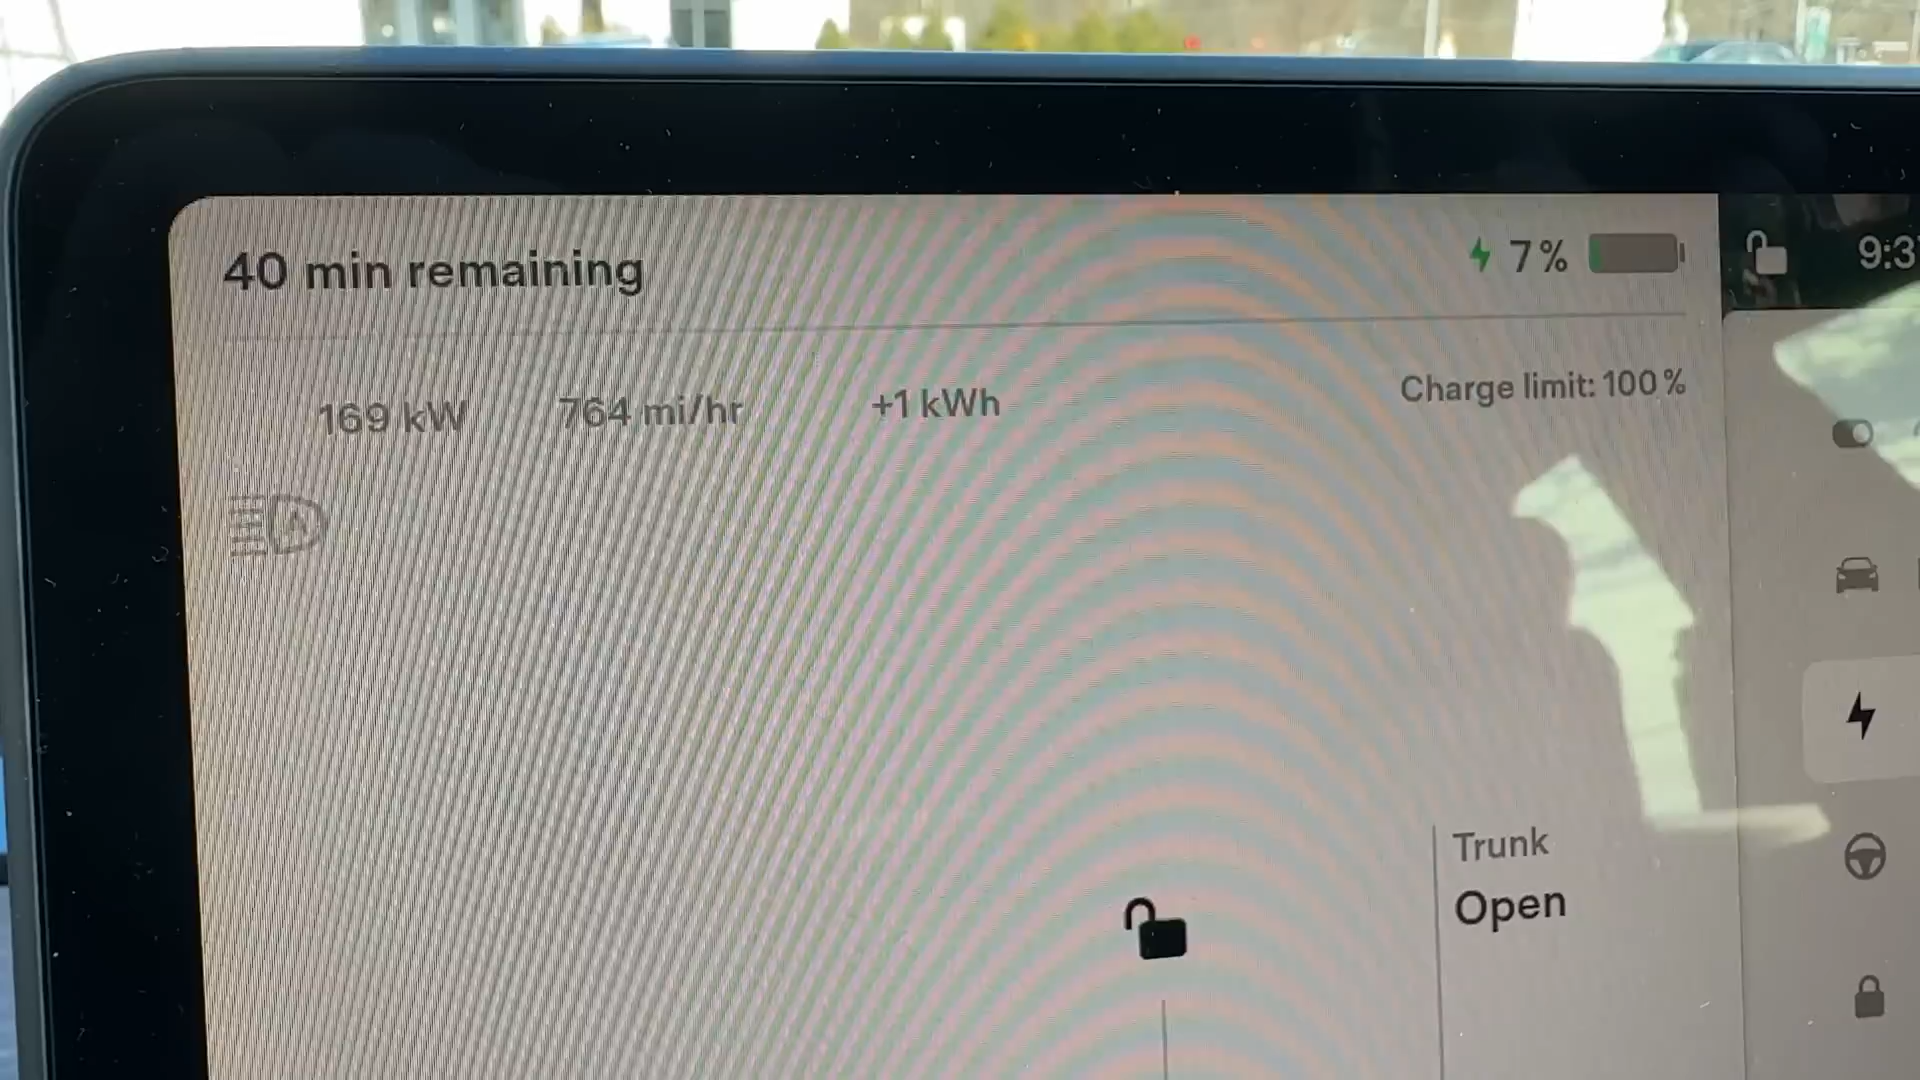 40 min remaining
7%
9:3
169 kW 764 mi/hr +1 kWh
Charge limit: 100%
A
Trunk
Open